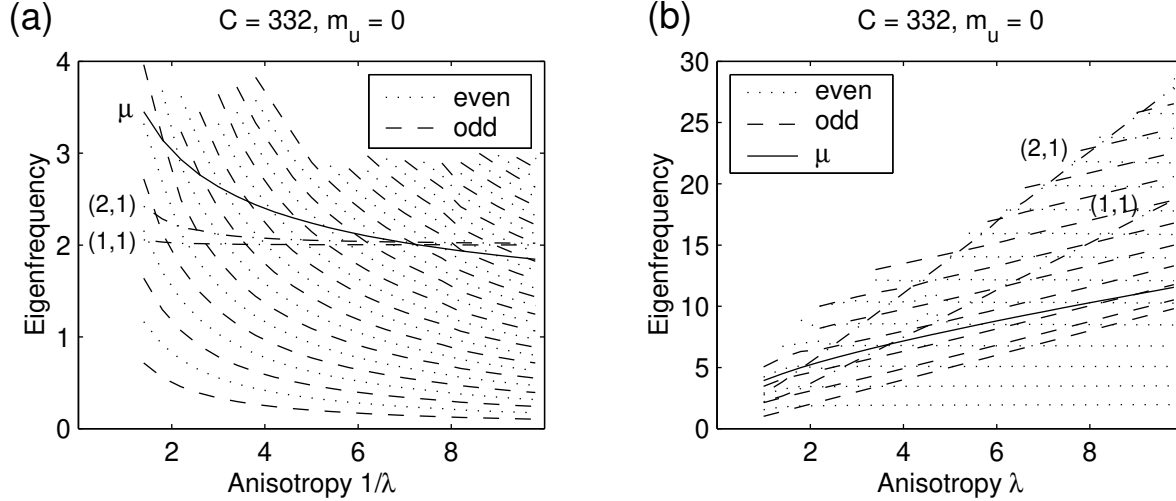 (a)
C = 332, m_u = 0
Eigenfrequency
4
3
2
1
0
μ
(2,1)
(1,1)
even
odd
2
4
6
8
Anisotropy 1/λ
(b)
C = 332, m_u = 0
Eigenfrequency
30
25
20
15
10
5
0
even
odd
μ
(2,1)
(1,1)
2
4
6
8
Anisotropy λ